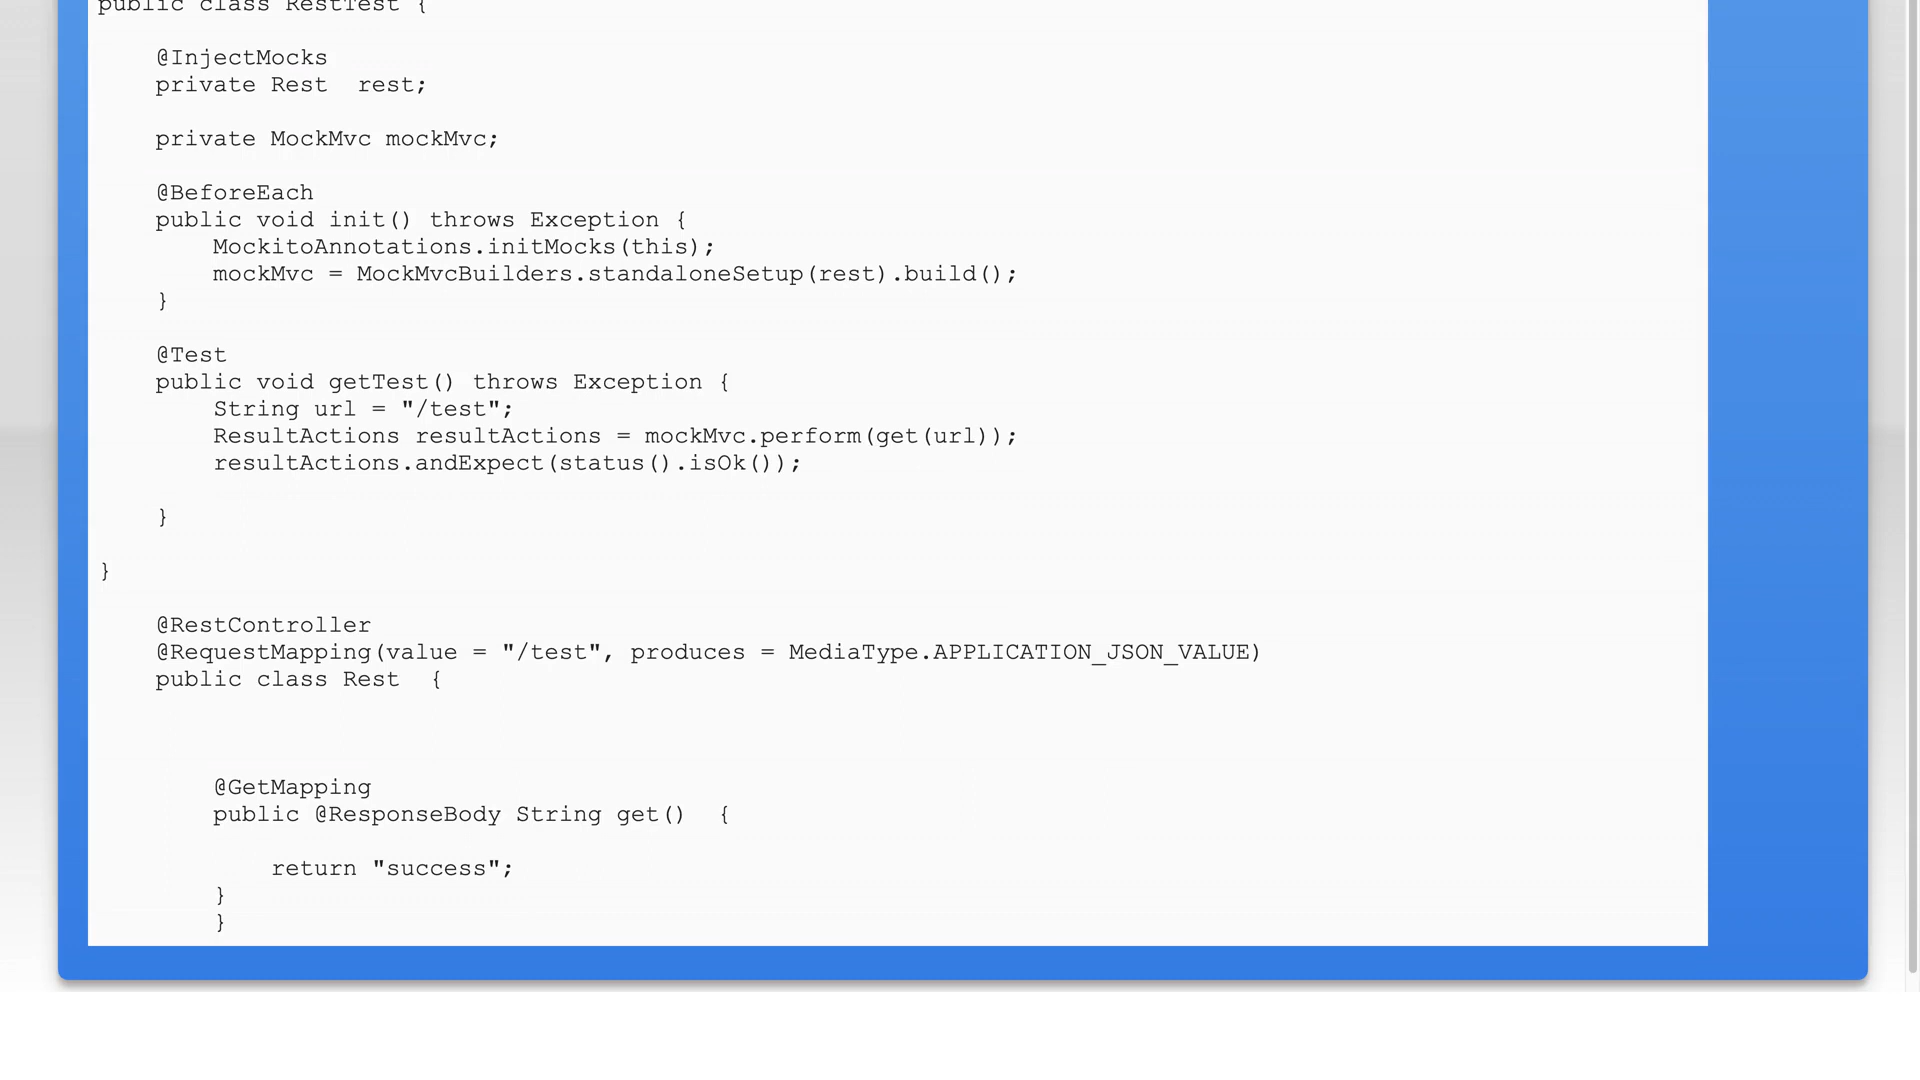 public class RestTest {
@InjectMocks
private Rest  rest;
private MockMvc mockMvc;
@BeforeEach
public void init() throws Exception {
MockitoAnnotations.initMocks(this);
mockMvc = MockMvcBuilders.standaloneSetup(rest).build();
}
@Test
public void getTest() throws Exception {
String url = "/test";
ResultActions resultActions = mockMvc.perform(get(url));
resultActions.andExpect(status().isOk());
}
}
@RestController
@RequestMapping(value = "/test", produces = MediaType.APPLICATION_JSON_VALUE)
public class Rest  {
@GetMapping
public @ResponseBody String get()  {
return "success";
}
}